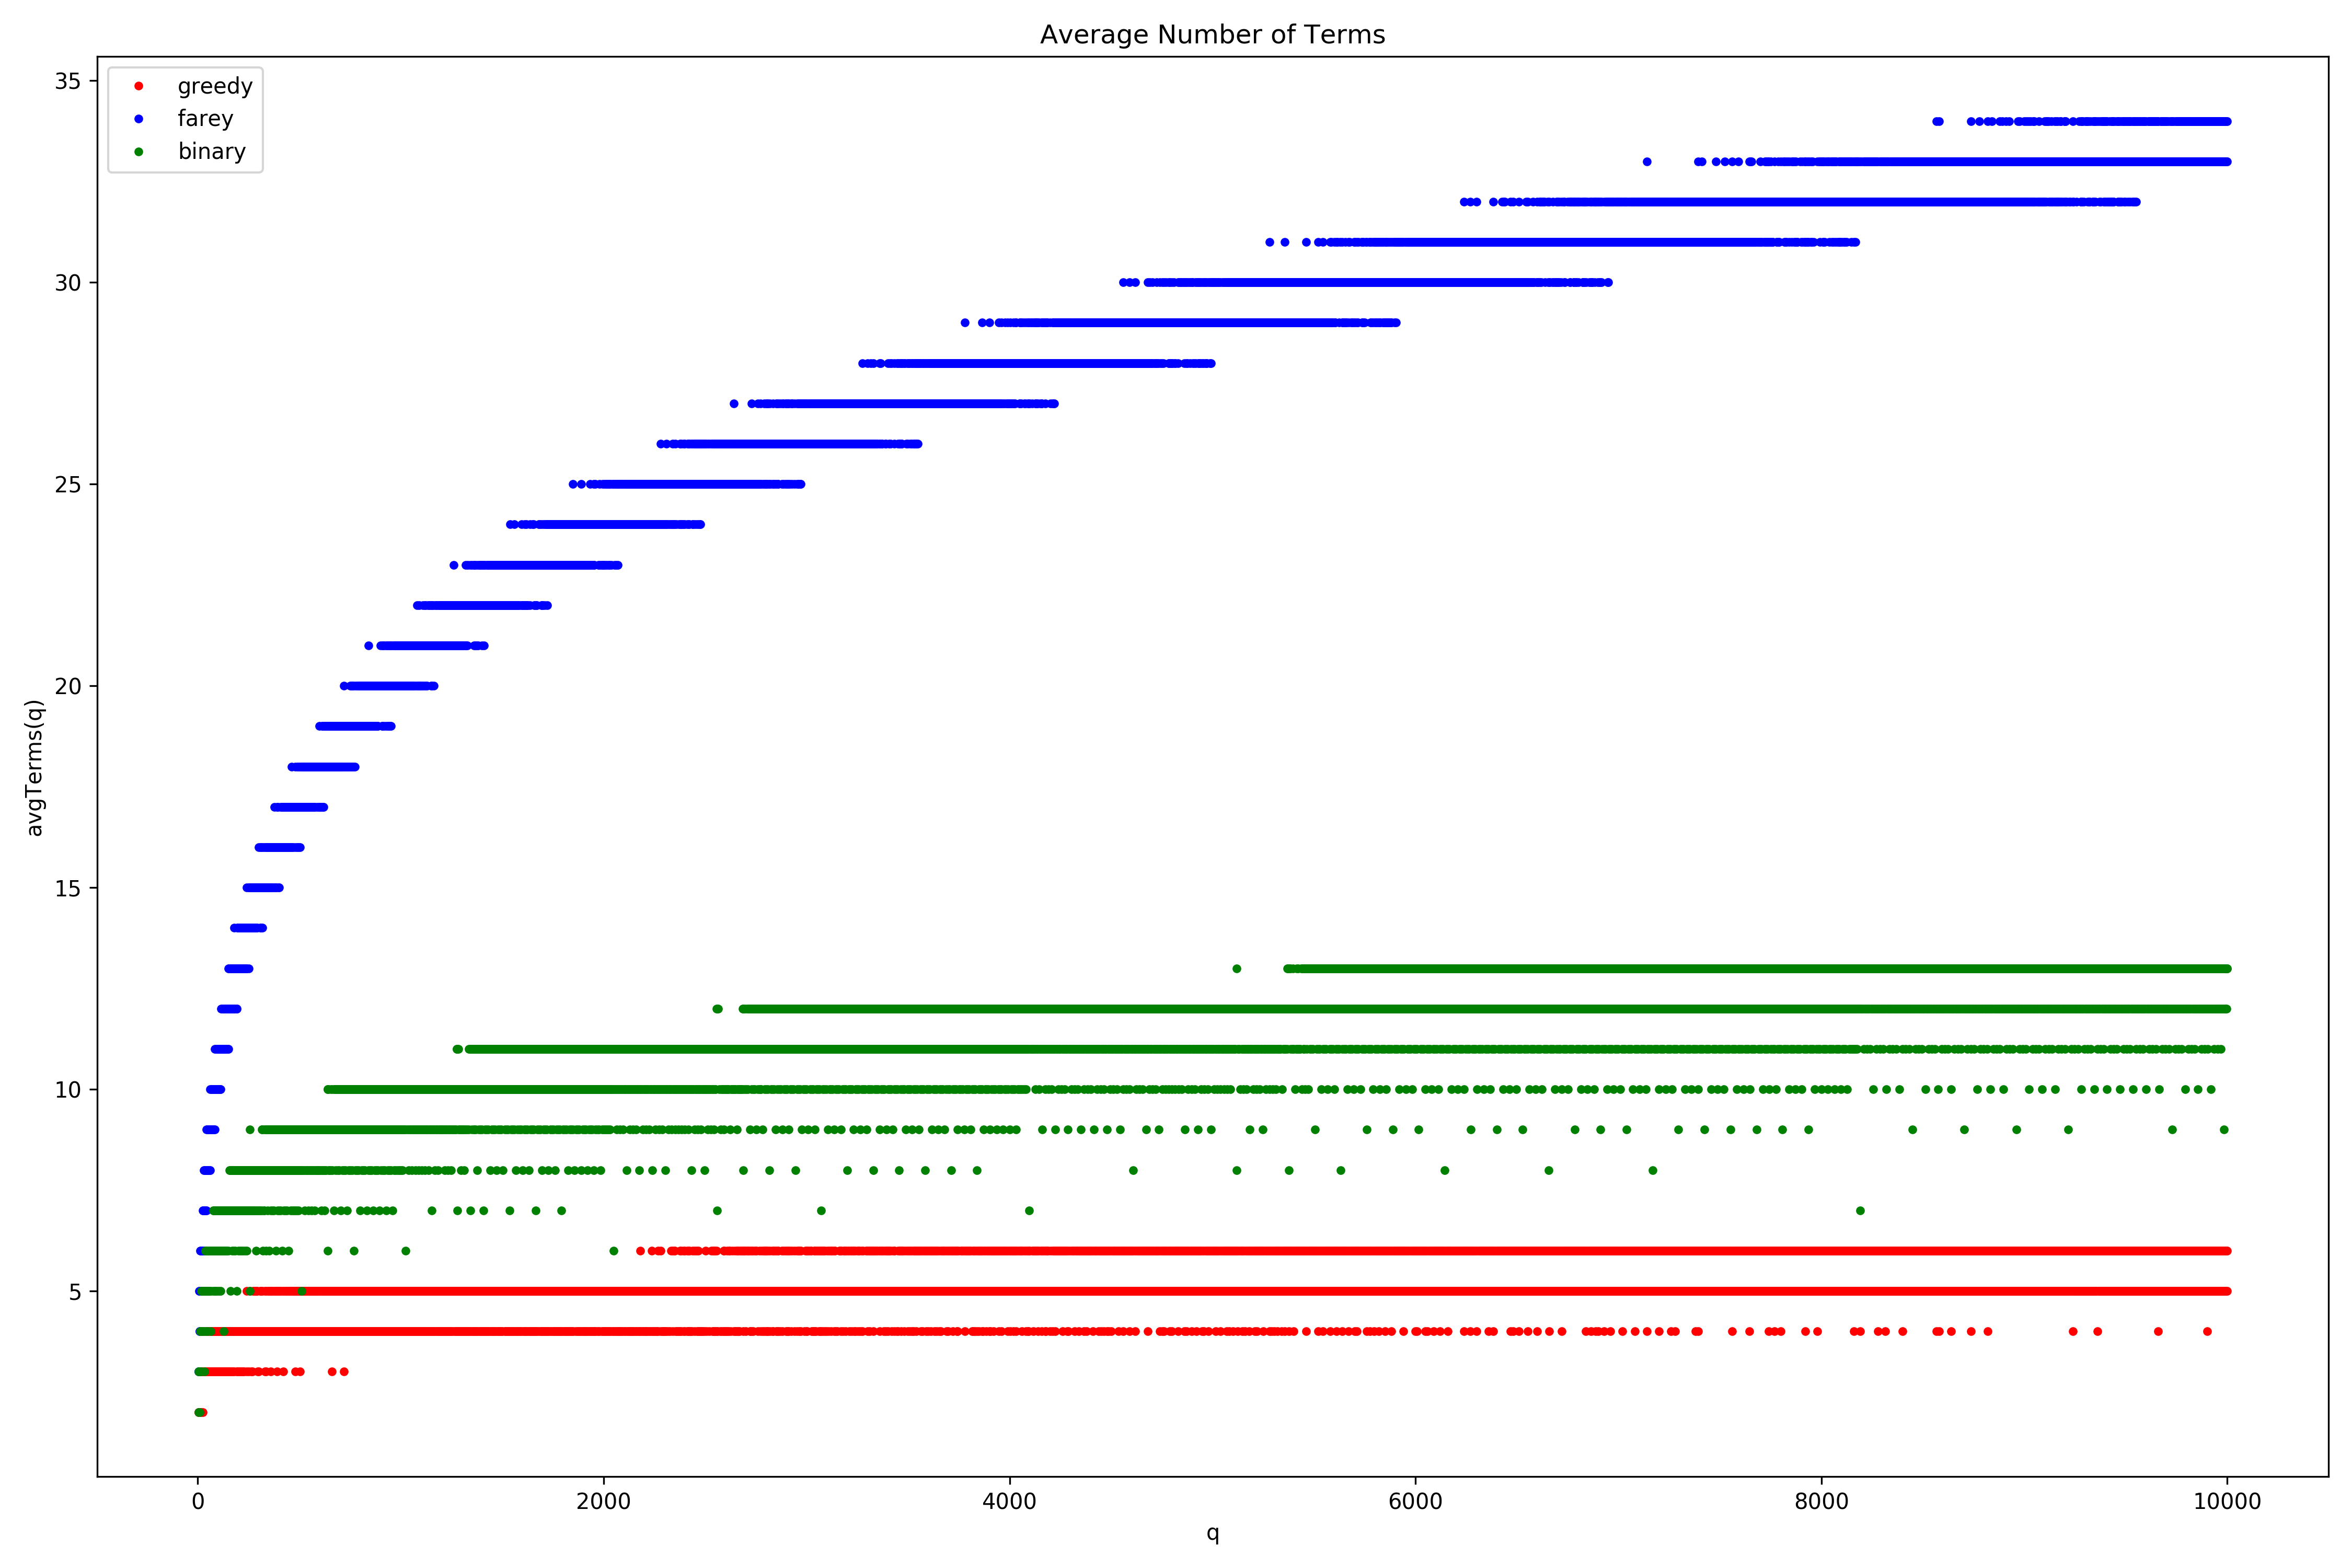 Average Number of Terms
greedy
farey
binary
35
30
25
20
15
10
5
avgTerms(q)
0 2000 4000 6000 8000 10000
q